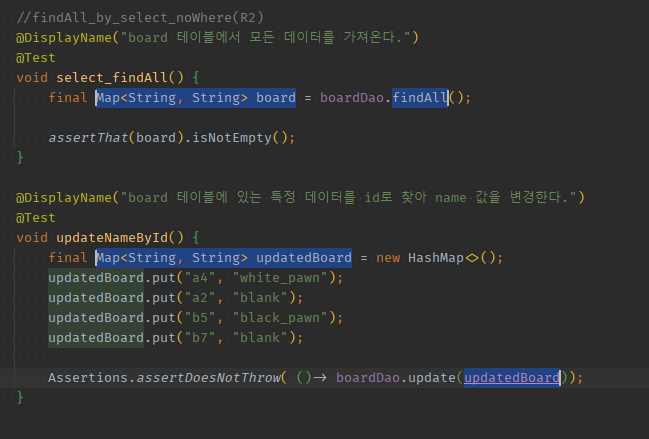 //findAll_by_select_noWhere(R2)
@DisplayName("board 테이블에서 모든 데이터를 가져온다.")
@Test
void select_findAll() {
final Map<String, String> board = boardDao.findAll();
assertThat(board).isNotEmpty();
}
@DisplayName("board 테이블에 있는 특정 데이터를 id로 찾아 name 값을 변경한다.")
@Test
void updateNameById() {
final Map<String, String> updatedBoard = new HashMap<>();
updatedBoard.put("a4", "white_pawn");
updatedBoard.put("a2", "blank");
updatedBoard.put("b5", "black_pawn");
updatedBoard.put("b7", "blank");
Assertions.assertDoesNotThrow( ()-> boardDao.update(updatedBoard));
}